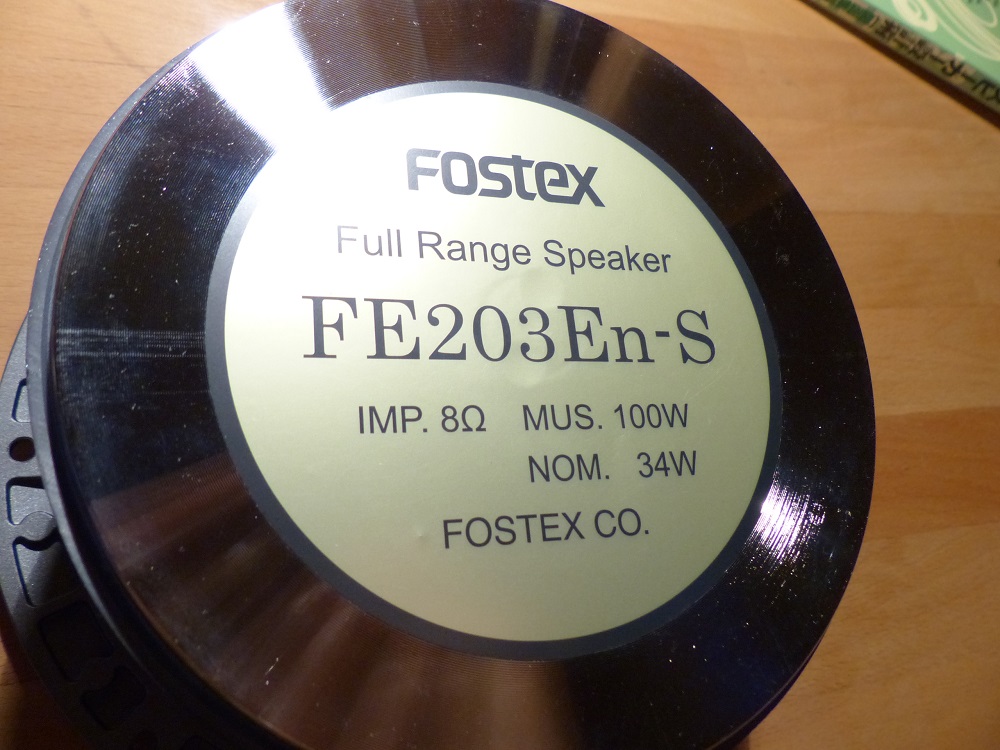 Fostex
Full Range Speaker
FE203En-S
IMP. 8Ω MUS. 100W
NOM. 34W
FOSTEX CO.